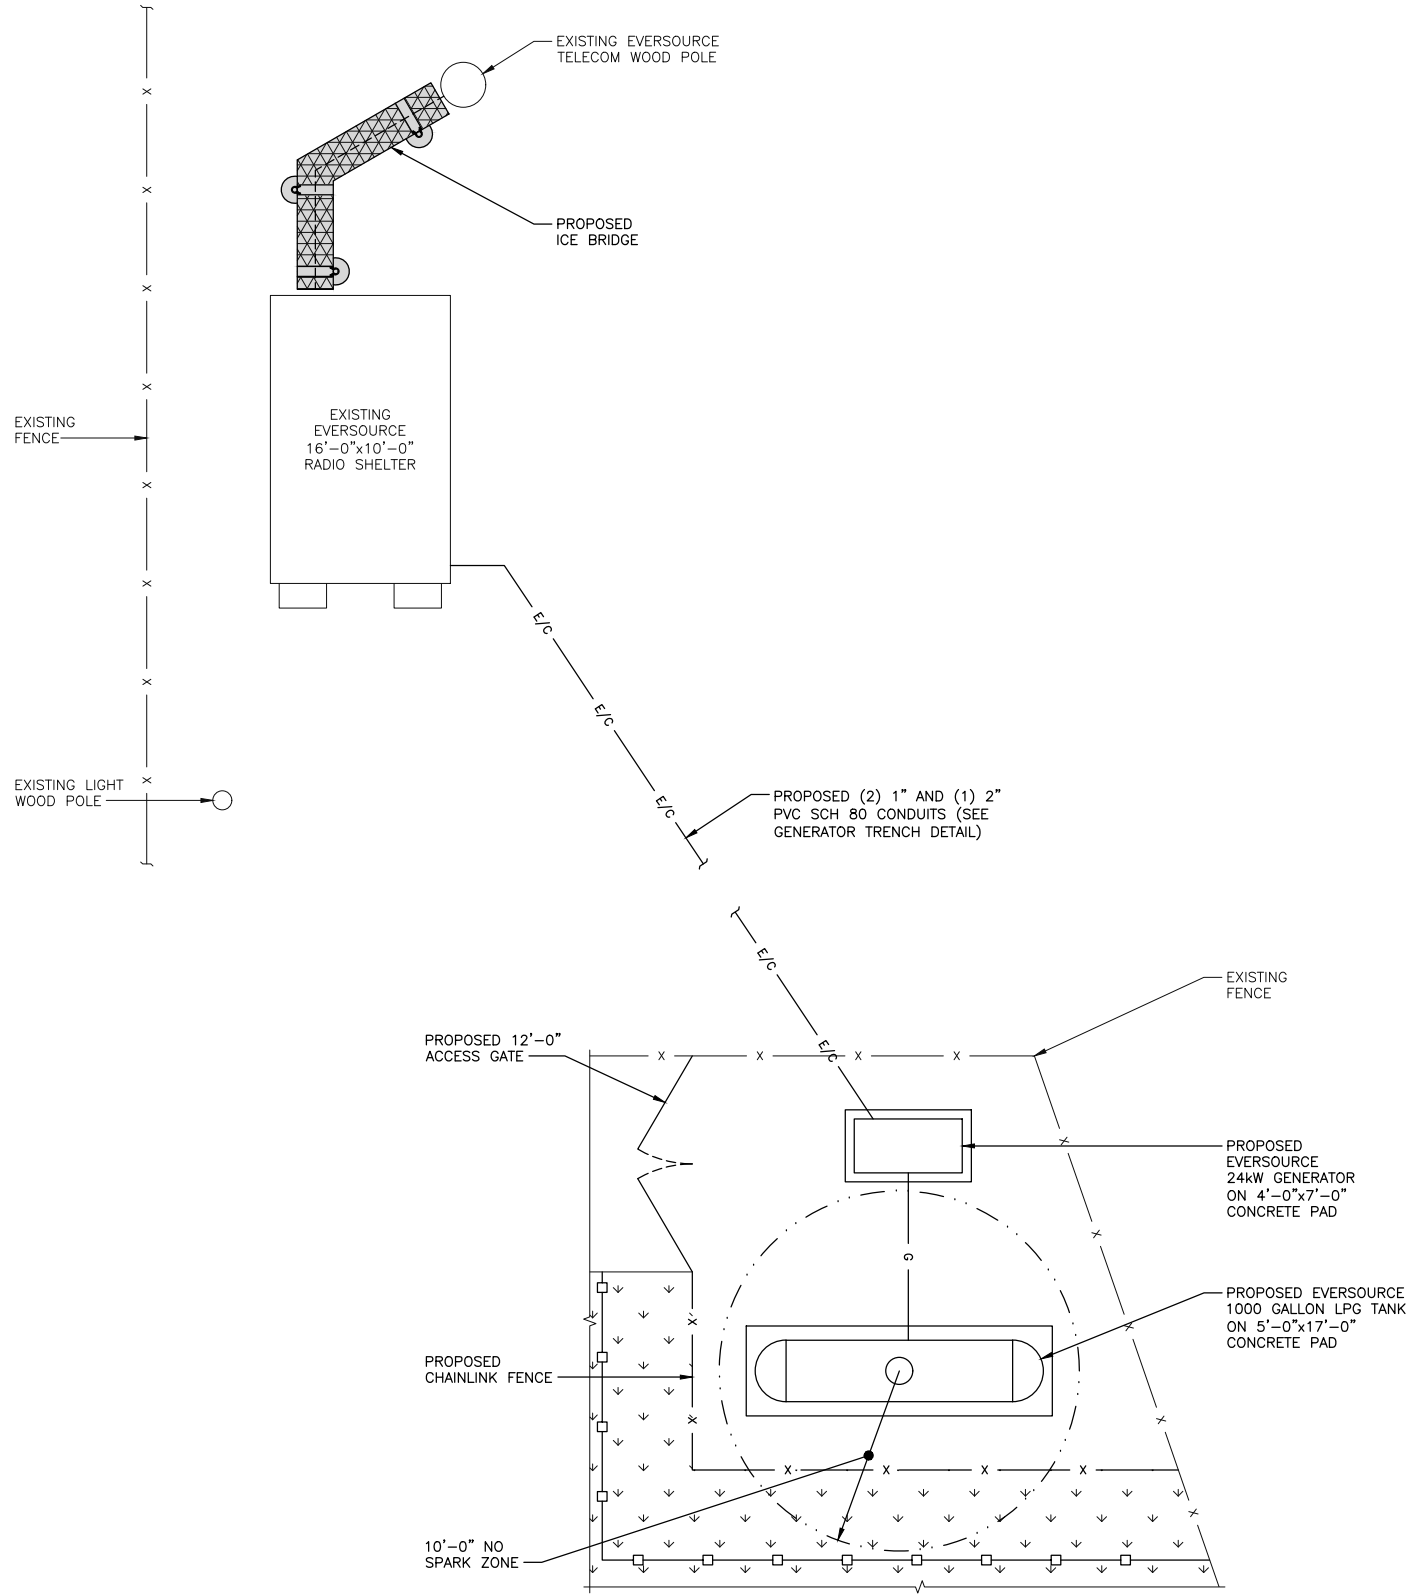 EXISTING EVERSOURCE
TELECOM WOOD POLE
PROPOSED
ICE BRIDGE
EXISTING
EVERSOURCE
16'-0"x10'-0"
RADIO SHELTER
EXISTING
FENCE
EXISTING LIGHT
WOOD POLE
X
X
X
X
X
X
X
X
E/C
E/C
E/C
PROPOSED (2) 1" AND (1) 2"
PVC SCH 80 CONDUITS (SEE
GENERATOR TRENCH DETAIL)
E/C
E/C
EXISTING
FENCE
PROPOSED 12'-0"
ACCESS GATE
X
X
X
X
PROPOSED
EVERSOURCE
24kW GENERATOR
ON 4'-0"x7'-0"
CONCRETE PAD
X
X
X
X
X
G
PROPOSED EVERSOURCE
1000 GALLON LPG TANK
ON 5'-0"x17'-0"
CONCRETE PAD
PROPOSED
CHAINLINK FENCE
X
X
X
X
X
X
10'-0" NO
SPARK ZONE